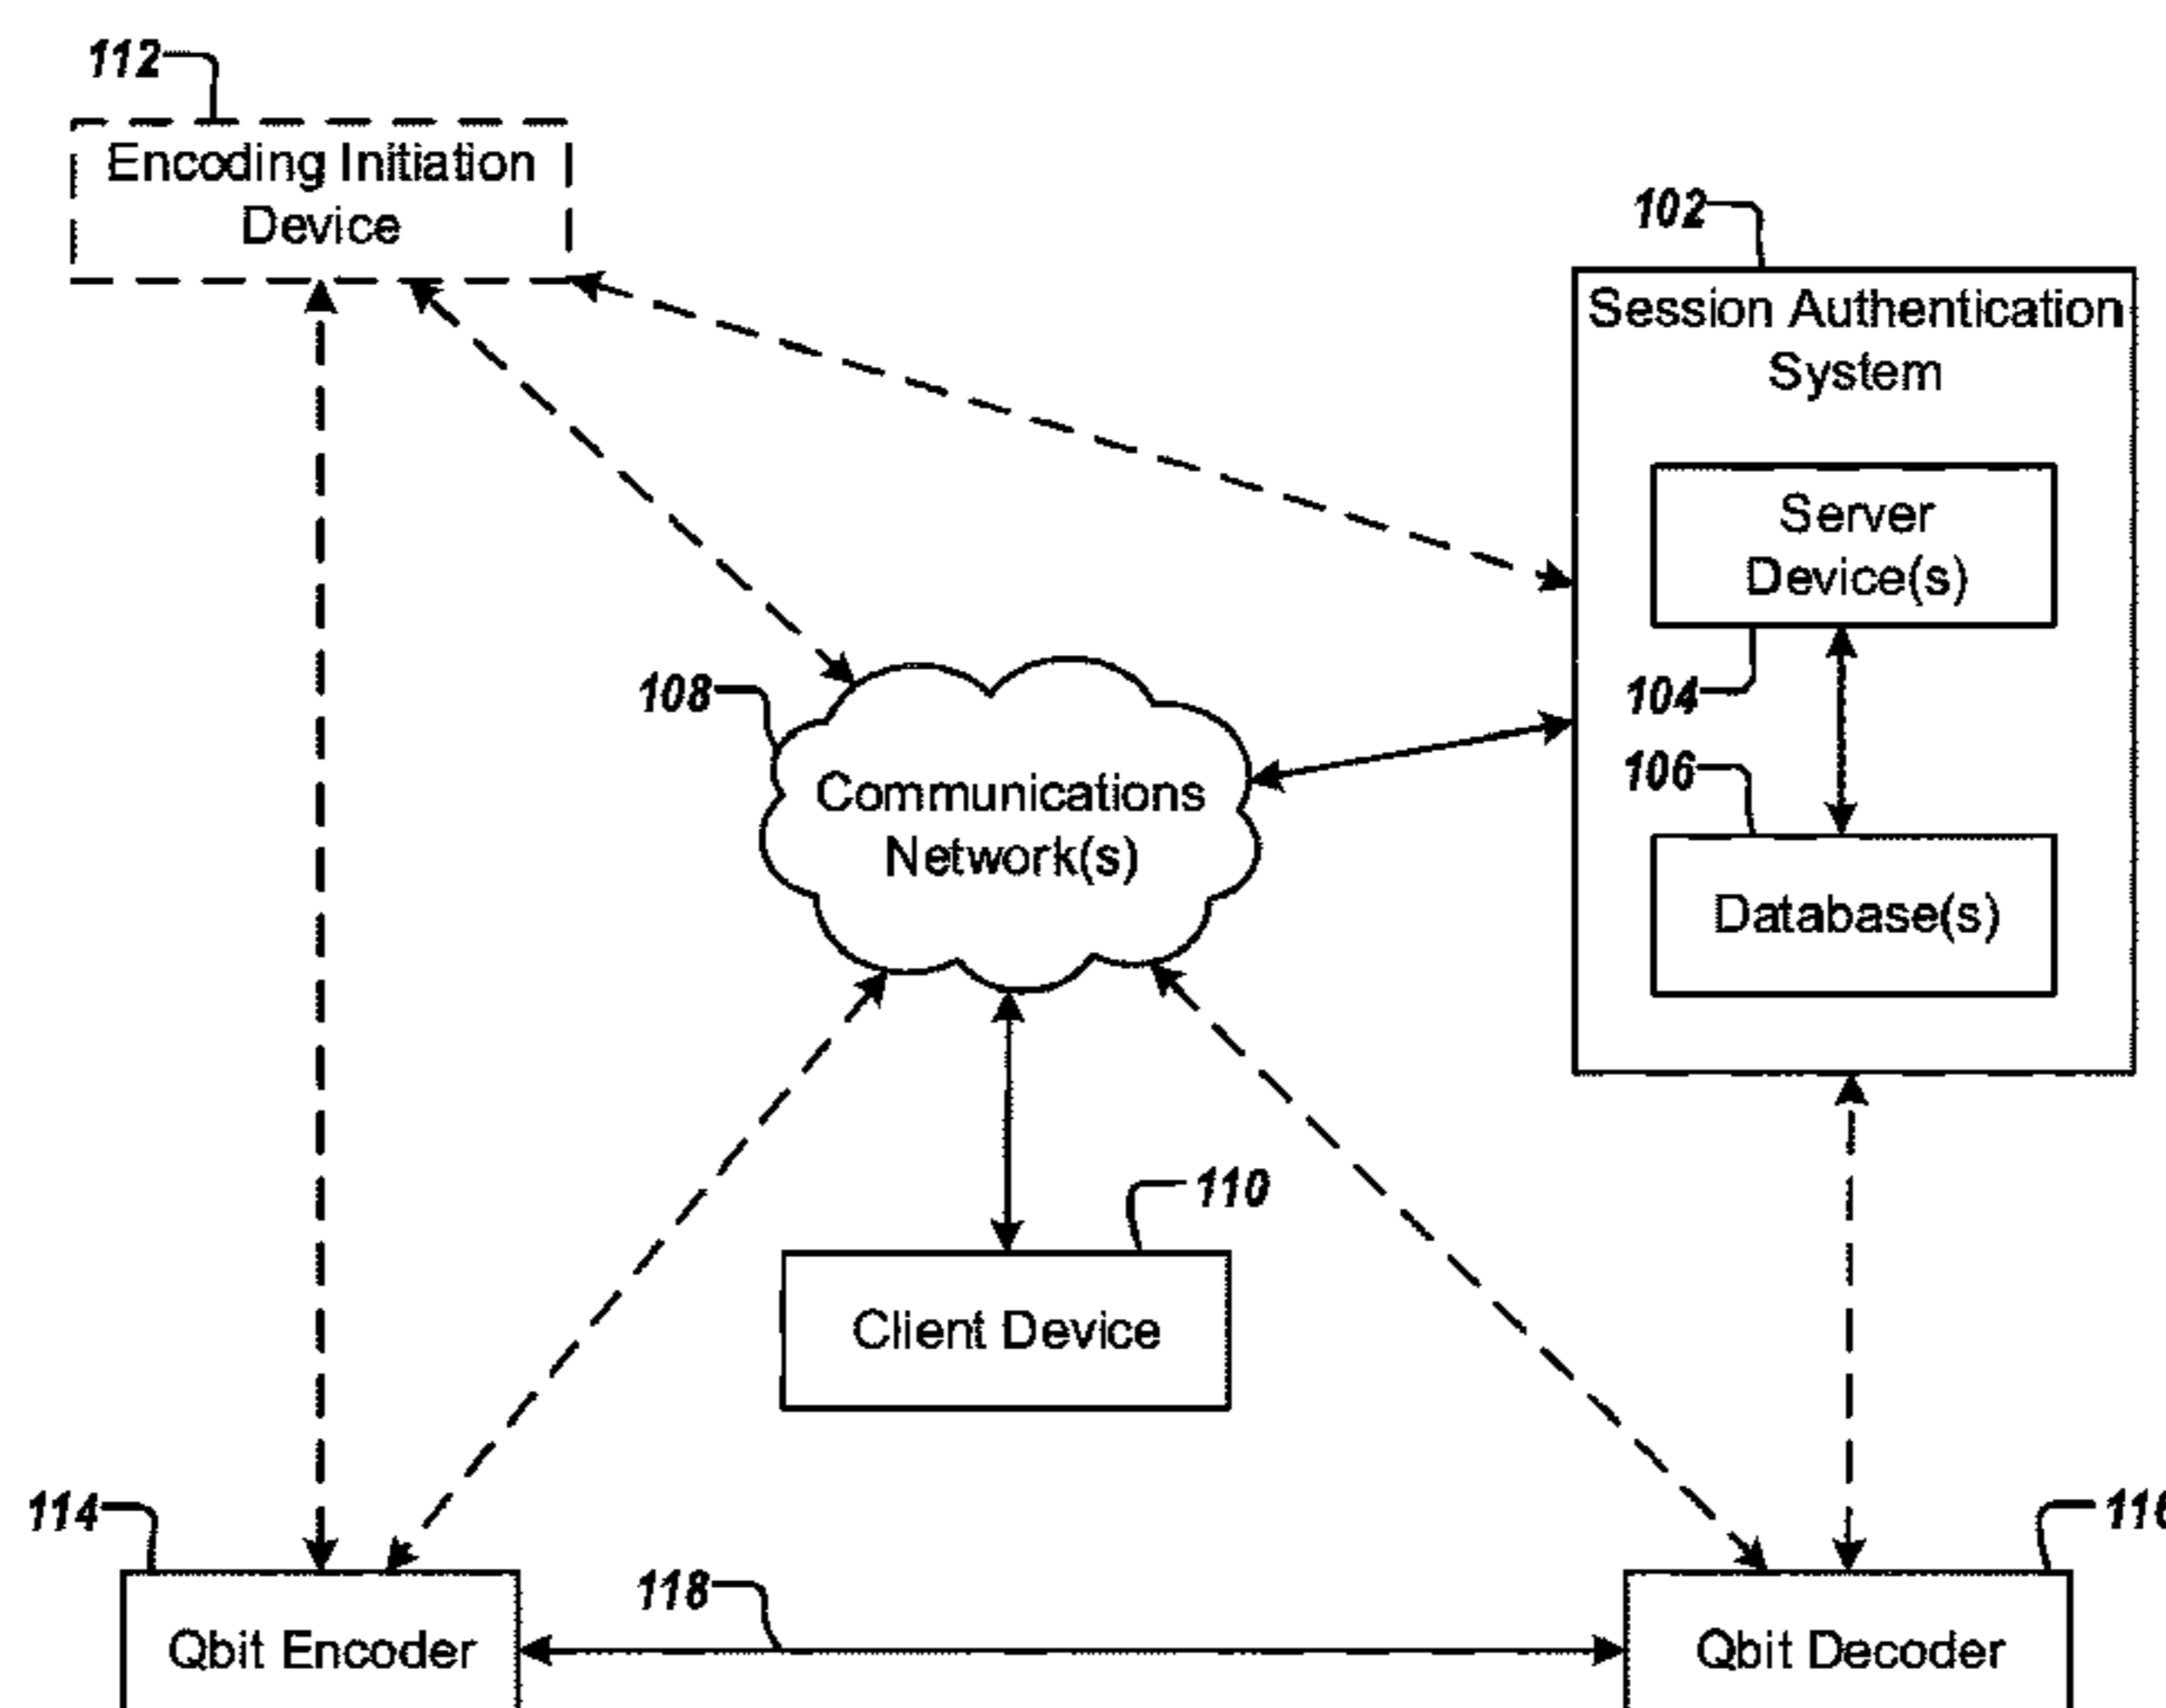 112
Encoding Initiation
Device
102
Session Authentication
System
Server
Device(s)
104
108
106
Communications
Network(s)
Database(s)
110
Client Device
114
118
Qbit Encoder
Qbit Decoder